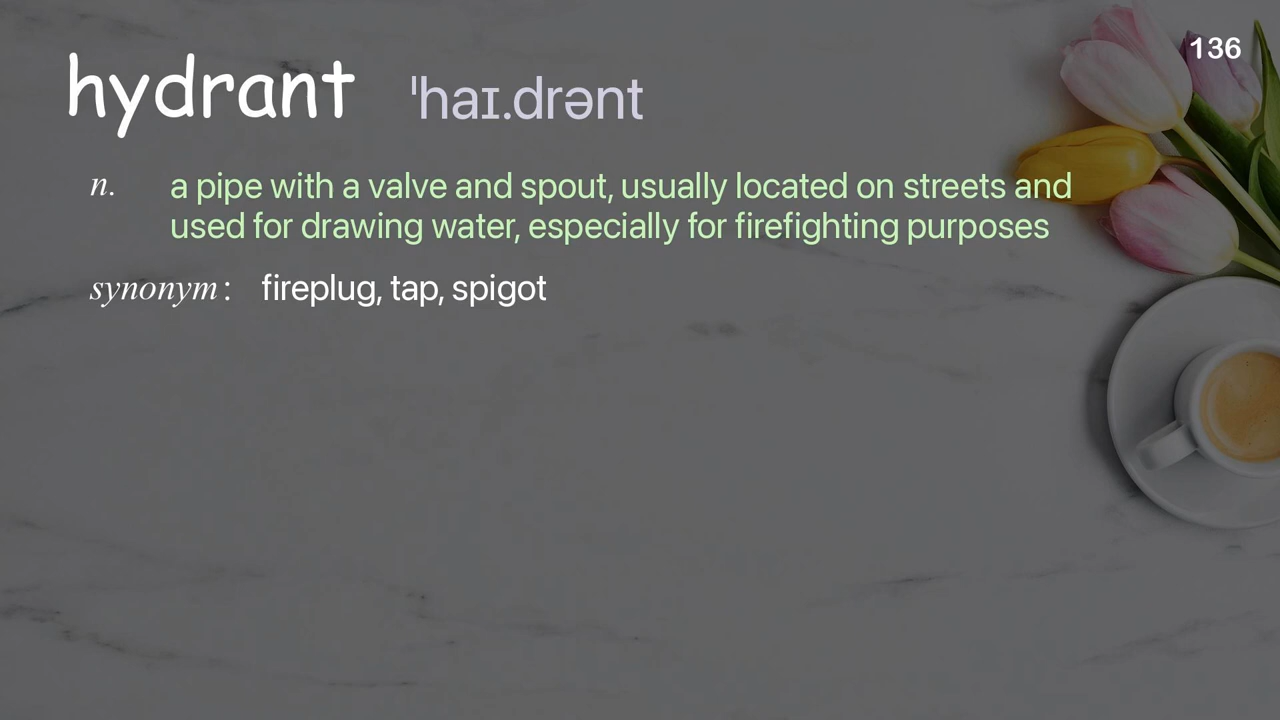 136
hydrant ˈhaɪ.drənt
n. a pipe with a valve and spout, usually located on streets and
used for drawing water, especially for firefighting purposes
synonym: fireplug, tap, spigot